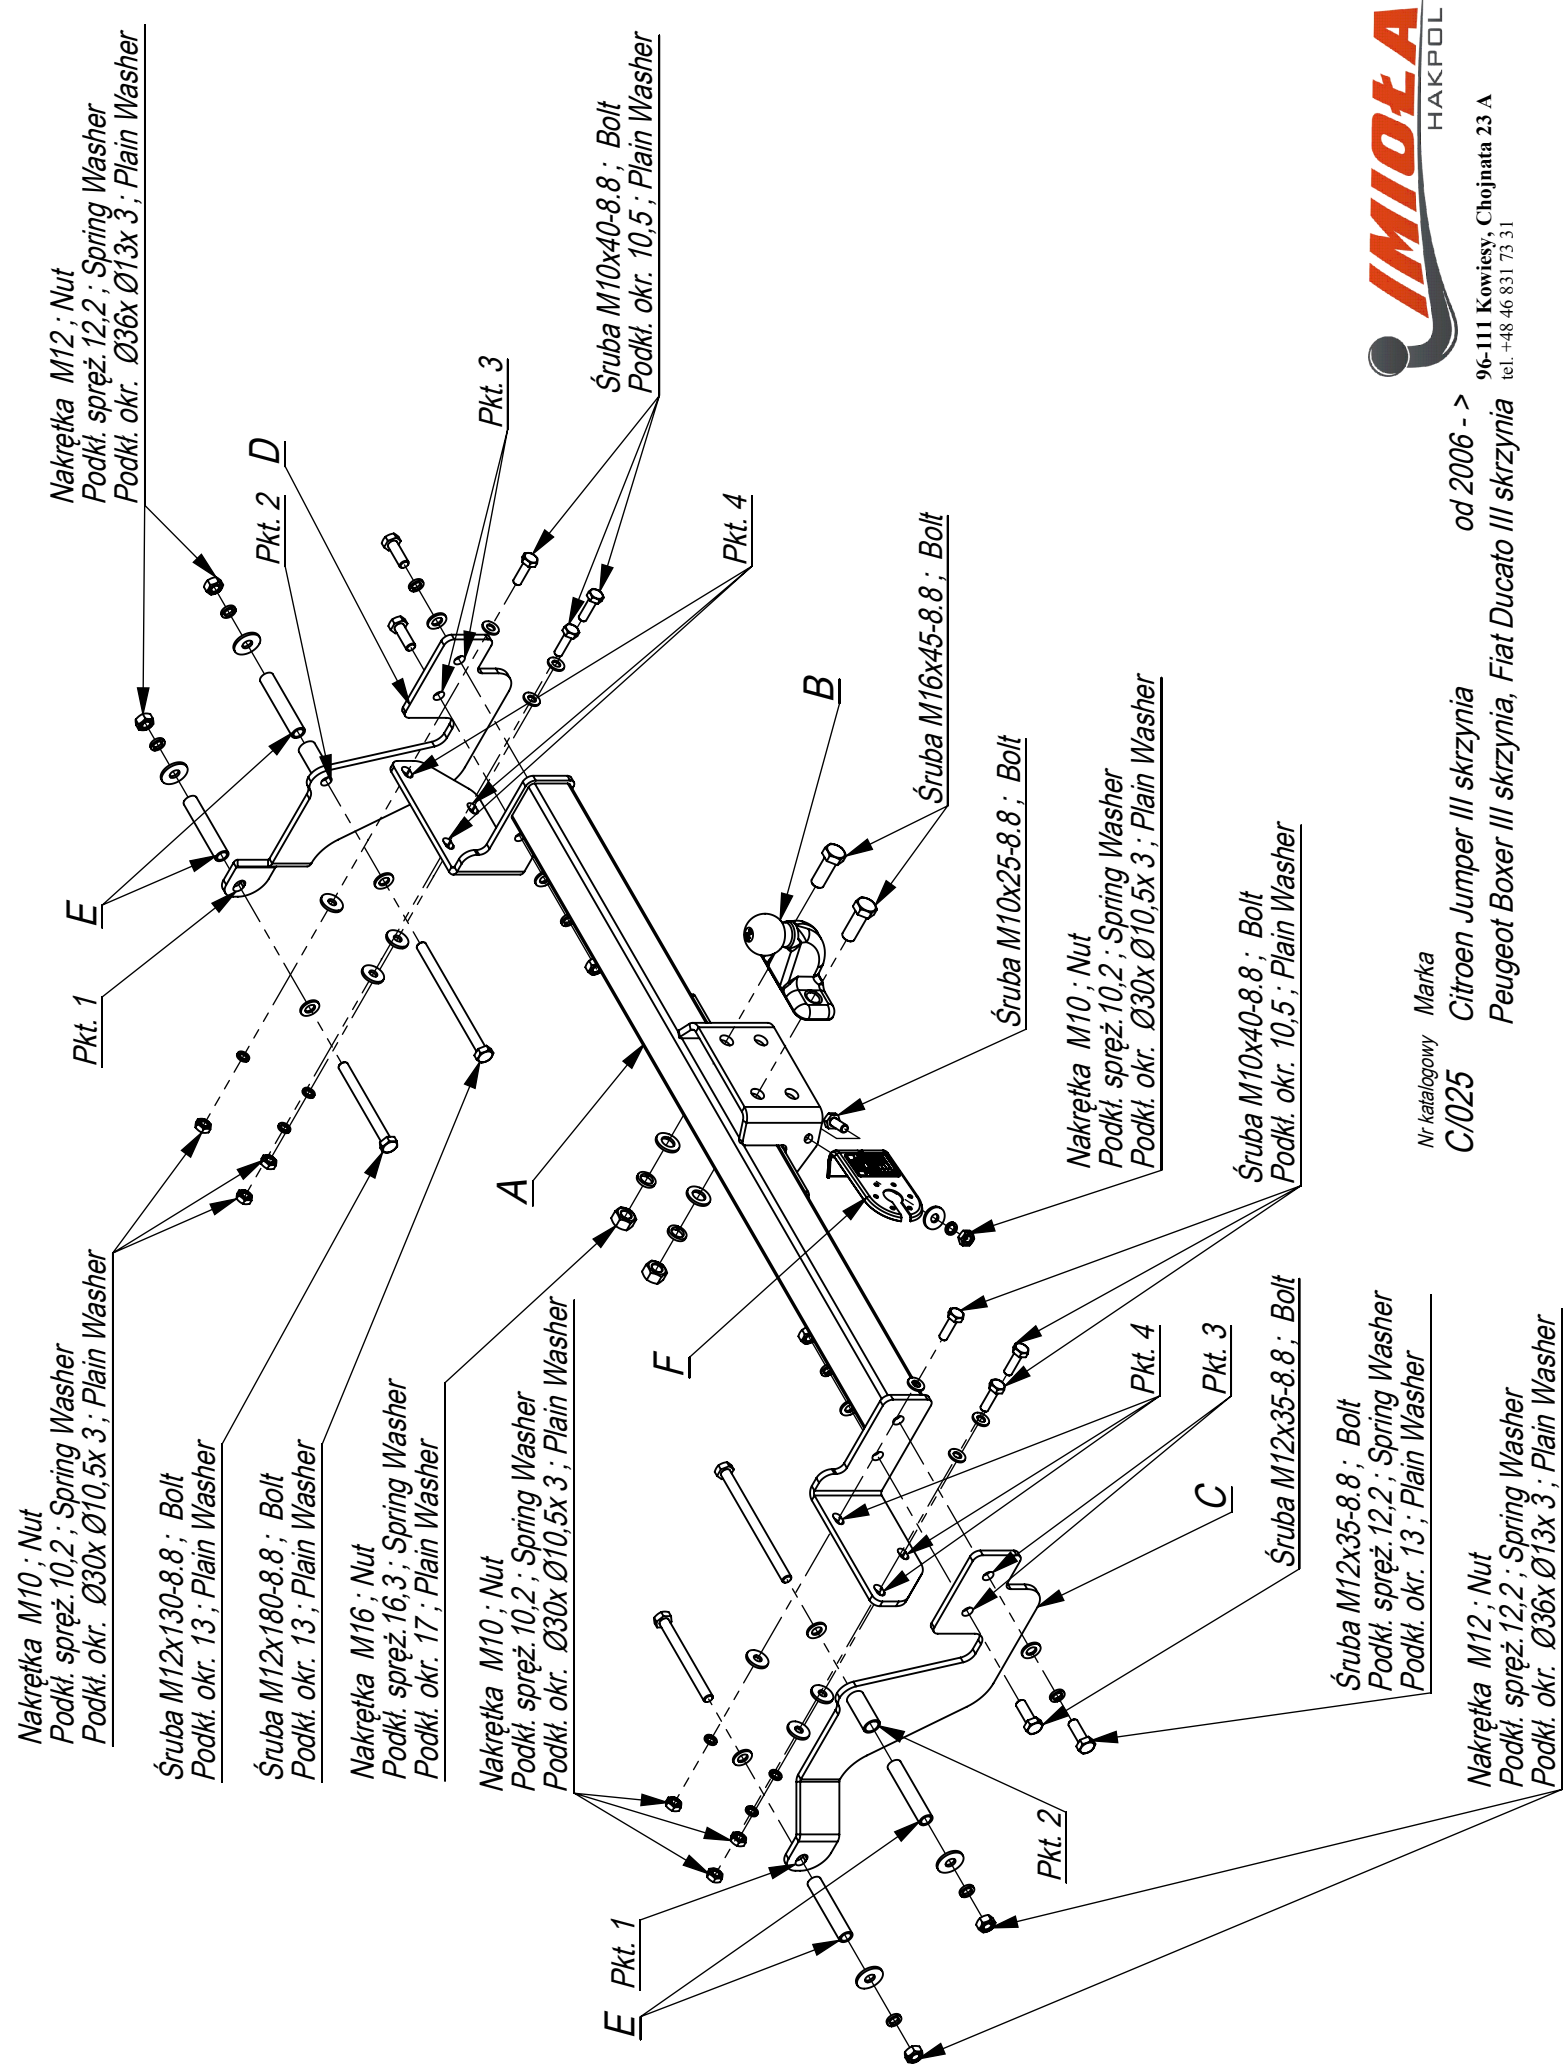 Nakrętka M10 ; Nut
Podkł. spręż.10,2 ; Spring Washer
Podkł. okr. Ø30x Ø10,5x 3 ; Plain Washer
Śruba M12x130-8.8 ; Bolt
Podkł. okr. 13 ; Plain Washer
Śruba M12x180-8.8 ; Bolt
Podkł. okr. 13 ; Plain Washer
Nakrętka M16 ; Nut
Podkł. spręż.16,3 ; Spring Washer
Podkł. okr. 17 ; Plain Washer
Nakrętka M10 ; Nut
Podkł. spręż.10,2 ; Spring Washer
Podkł. okr. Ø30x Ø10,5x 3 ; Plain Washer
E
Pkt. 1
Pkt. 1
E
Nakrętka M12 ; Nut
Podkł. spręż.12,2 ; Spring Washer
Podkł. okr. Ø36x Ø13x 3 ; Plain Washer
Pkt. 2
D
Pkt. 3
Śruba M10x40-8.8 ; Bolt
Podkł. okr. 10,5 ; Plain Washer
Pkt. 4
A
F
B
Śruba M16x45-8.8 ; Bolt
Śruba M10x25-8.8 ; Bolt
Nakrętka M10 ; Nut
Podkł. spręż.10,2 ; Spring Washer
Podkł. okr. Ø30x Ø10,5x 3 ; Plain Washer
Śruba M10x40-8.8 ; Bolt
Podkł. okr. 10,5 ; Plain Washer
Pkt. 2
Pkt. 4
Pkt. 3
C
Śruba M12x35-8.8 ; Bolt
Śruba M12x35-8.8 ; Bolt
Podkł. spręż.12,2 ; Spring Washer
Podkł. okr. 13 ; Plain Washer
Nakrętka M12 ; Nut
Podkł. spręż.12,2 ; Spring Washer
Podkł. okr. Ø36x Ø13x 3 ; Plain Washer
Nr katalogowy Marka
C/025 Citroen Jumper III skrzynia od 2006 - >
Peugeot Boxer III skrzynia, Fiat Ducato III skrzynia
IMIOŁA
HAKPOL
96-111 Kowiesy, Chojnata 23 A
tel. +48 46 831 73 31